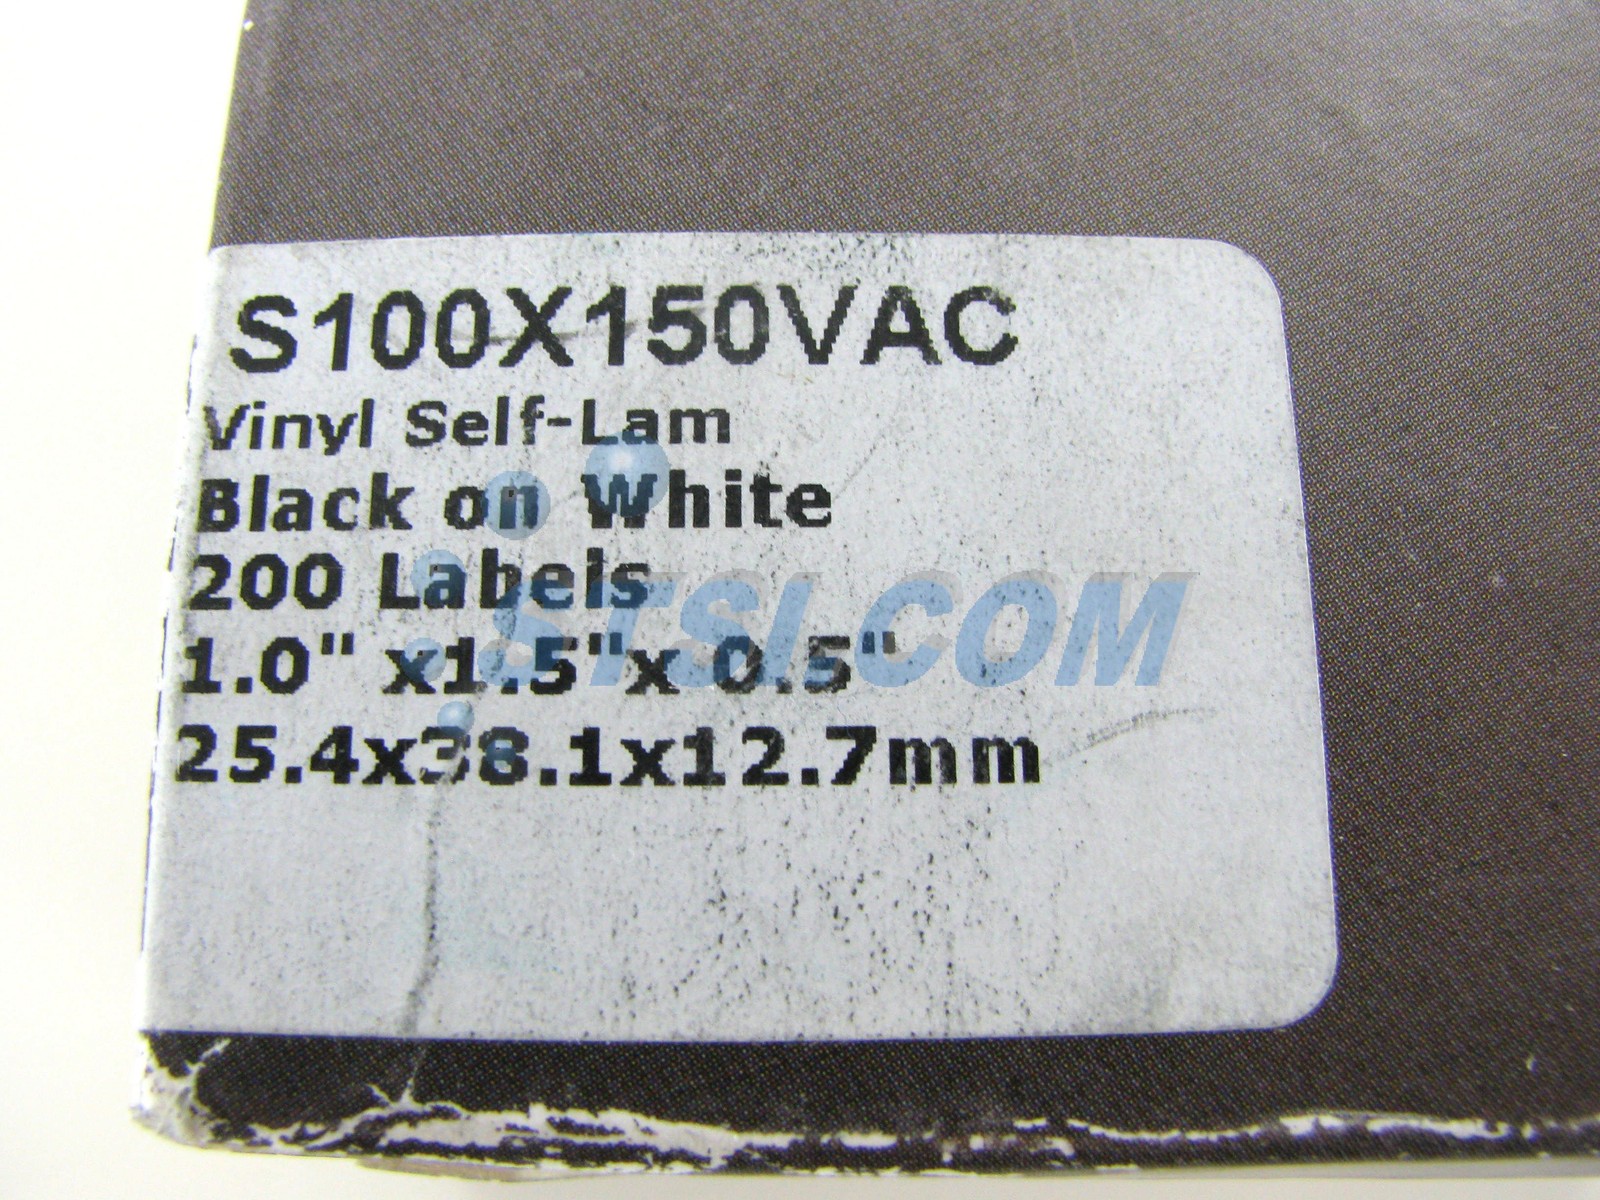 S100X150VAC
Vinyl Self-Lam
Black on White
200 Labels
1.0" x1.5"x 0.5"
25.4x38.1x12.7mm
STSI.COM